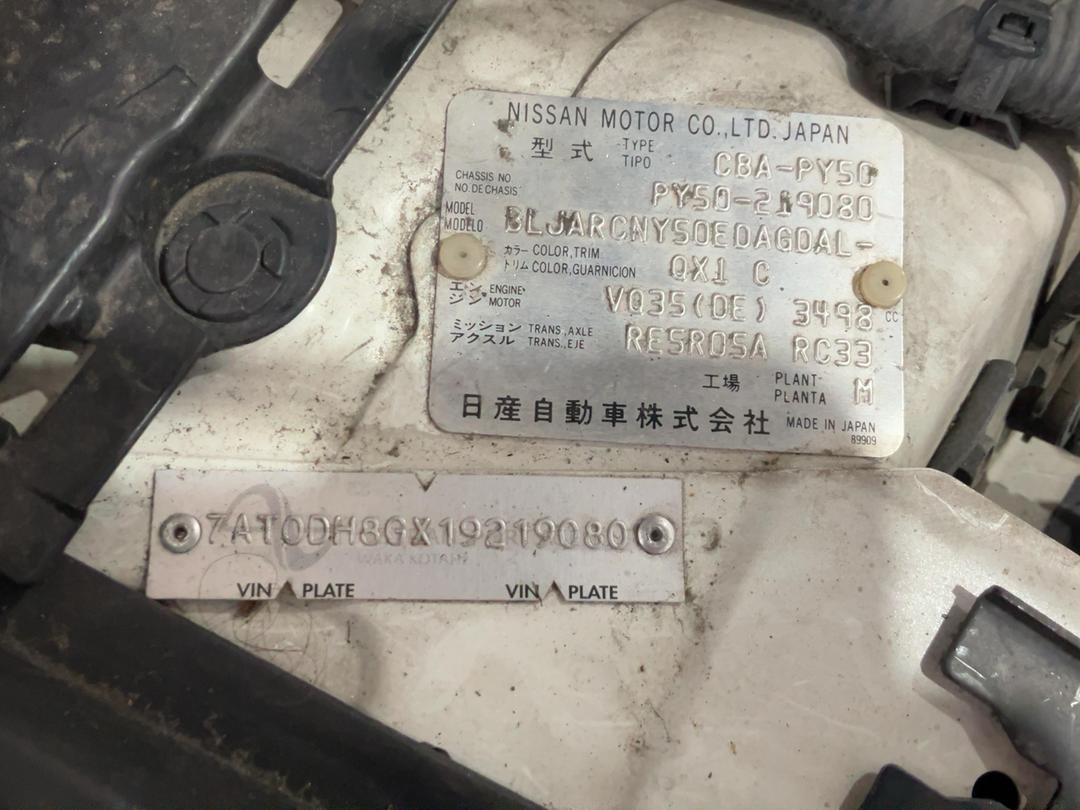 NISSAN MOTOR CO.,LTD. JAPAN
型式 TYPE TIPO CBA-PY50
CHASSIS NO NO. DE CHASIS PY50-219080
MODEL MODELO BLJARCNY50EDAGDAL-
カラー COLOR,TRIM
トリム COLOR,GUARNICION QX1 C
エンジン ENGINE MOTOR VQ35(DE) 3498 CC
ミッション TRANS.,AXLE
アクスル TRANS.,EJE RE5R05A RC33
工場 PLANT PLANTA M
日産自動車株式会社 MADE IN JAPAN
89909
7AT0DH8GX19219080
WAKA KOTAHI
VIN PLATE VIN PLATE